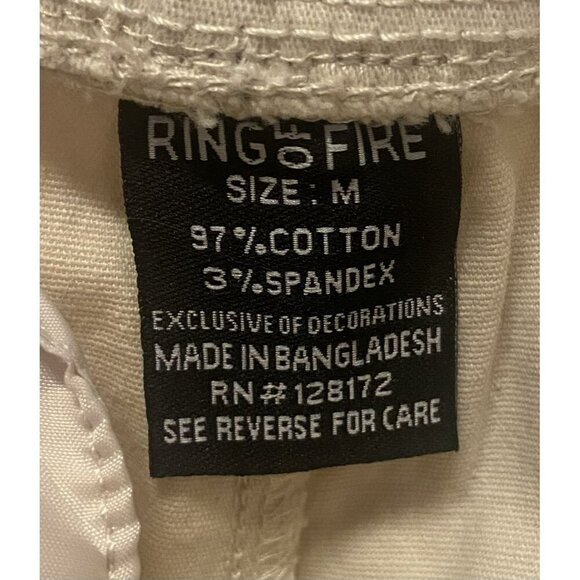 RING OF FIRE
SIZE: M
97%COTTON
3%SPANDEX
EXCLUSIVE OF DECORATIONS
MADE IN BANGLADESH
RN#128172
SEE REVERSE FOR CARE